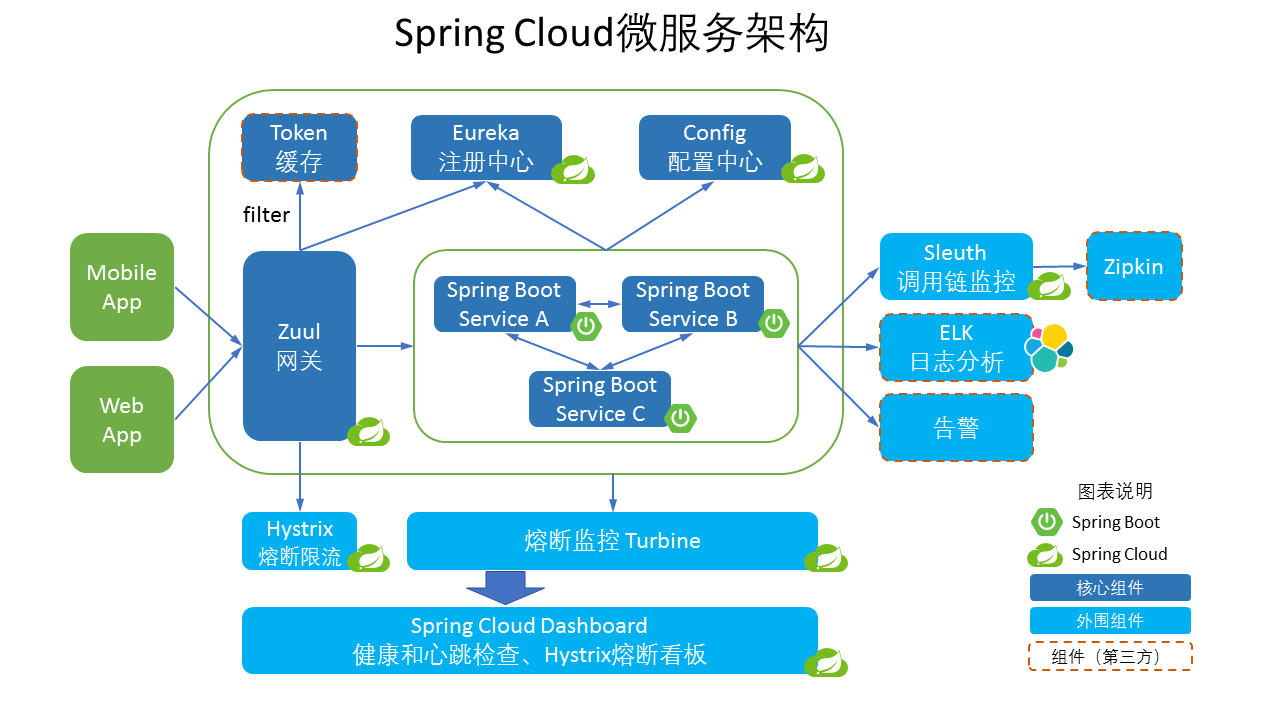 Spring Cloud微服务架构
Token
缓存
Eureka
注册中心
Config
配置中心
filter
Mobile
App
Web
App
Zuul
网关
Spring Boot
Service A
Spring Boot
Service B
Spring Boot
Service C
Sleuth
调用链监控
Zipkin
ELK
日志分析
告警
Hystrix
熔断限流
熔断监控 Turbine
Spring Cloud Dashboard
健康和心跳检查、Hystrix熔断看板
图表说明
Spring Boot
Spring Cloud
核心组件
外围组件
组件（第三方）